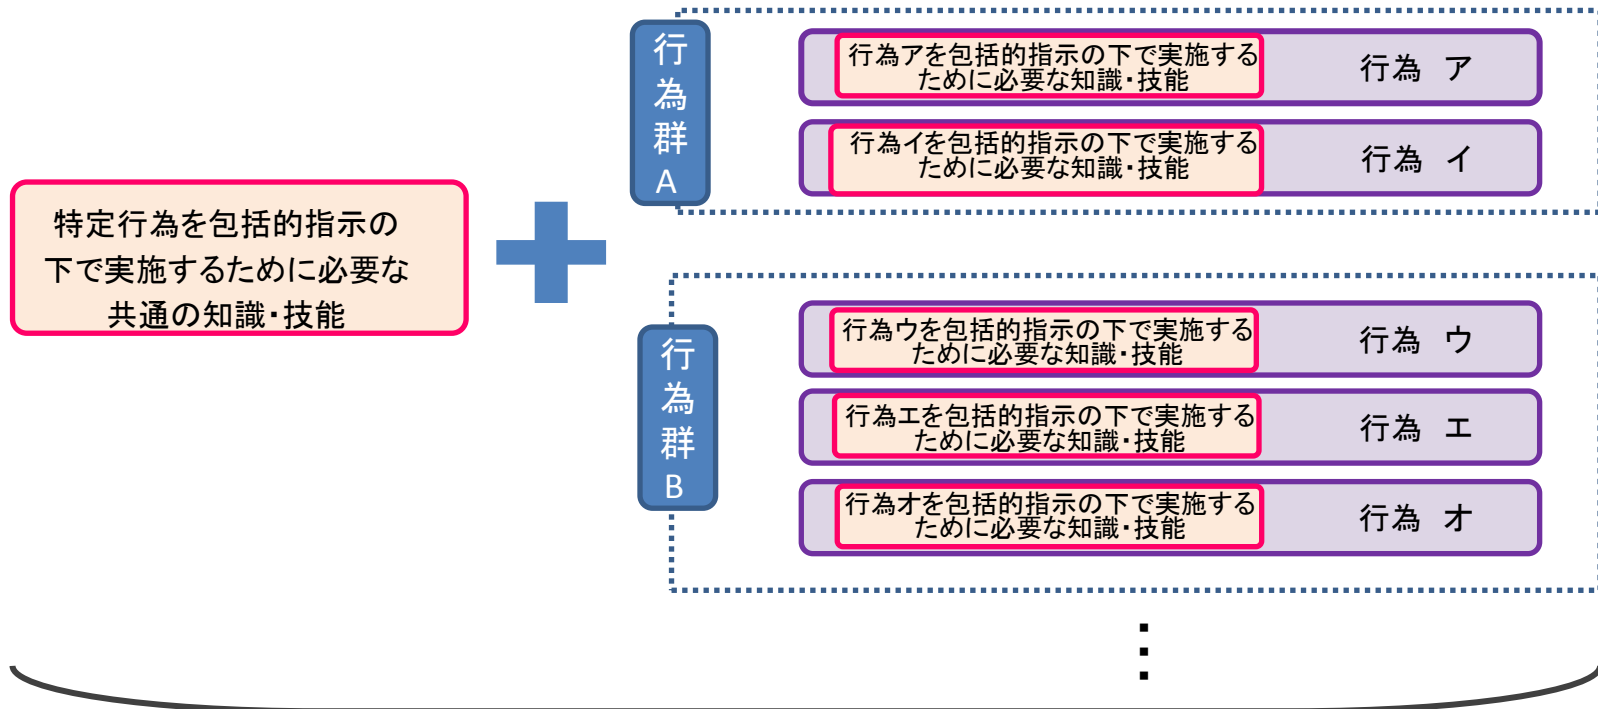 特定行為を包括的指示の
下で実施するために必要な
共通の知識・技能
行為群A
行為アを包括的指示の下で実施する
ために必要な知識・技能
行為 ア
行為イを包括的指示の下で実施する
ために必要な知識・技能
行為 イ
行為群B
行為ウを包括的指示の下で実施する
ために必要な知識・技能
行為 ウ
行為エを包括的指示の下で実施する
ために必要な知識・技能
行為 エ
行為オを包括的指示の下で実施する
ために必要な知識・技能
行為 オ